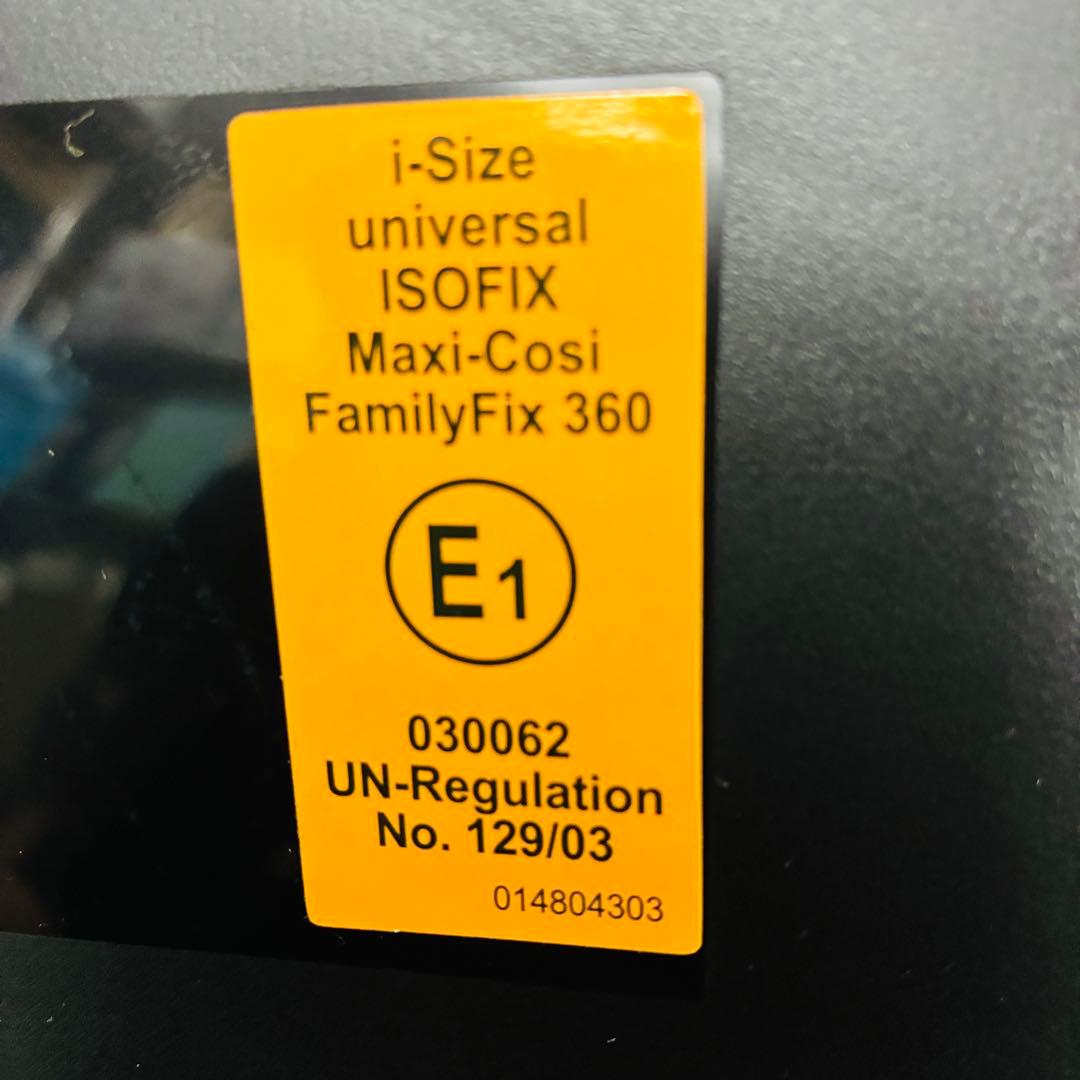 i-Size
universal
ISOFIX
Maxi-Cosi
FamilyFix 360
E1
030062
UN-Regulation
No. 129/03
014804303